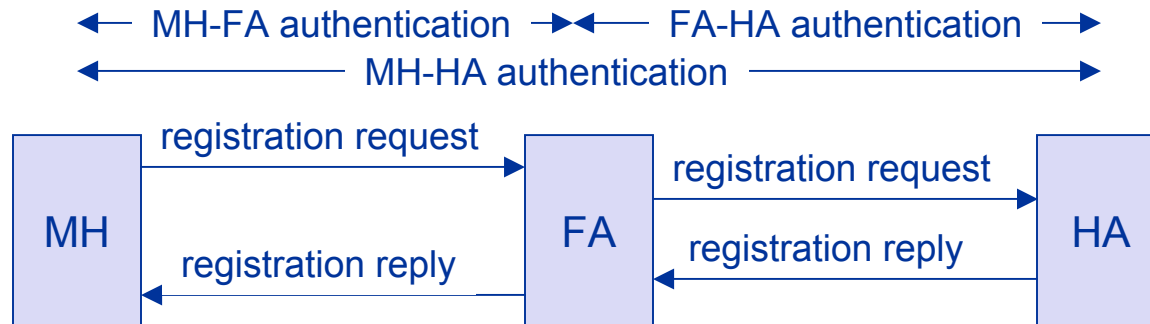 MH-FA authentication FA-HA authentication
MH-HA authentication
registration request
registration request
MH FA HA
registration reply
registration reply